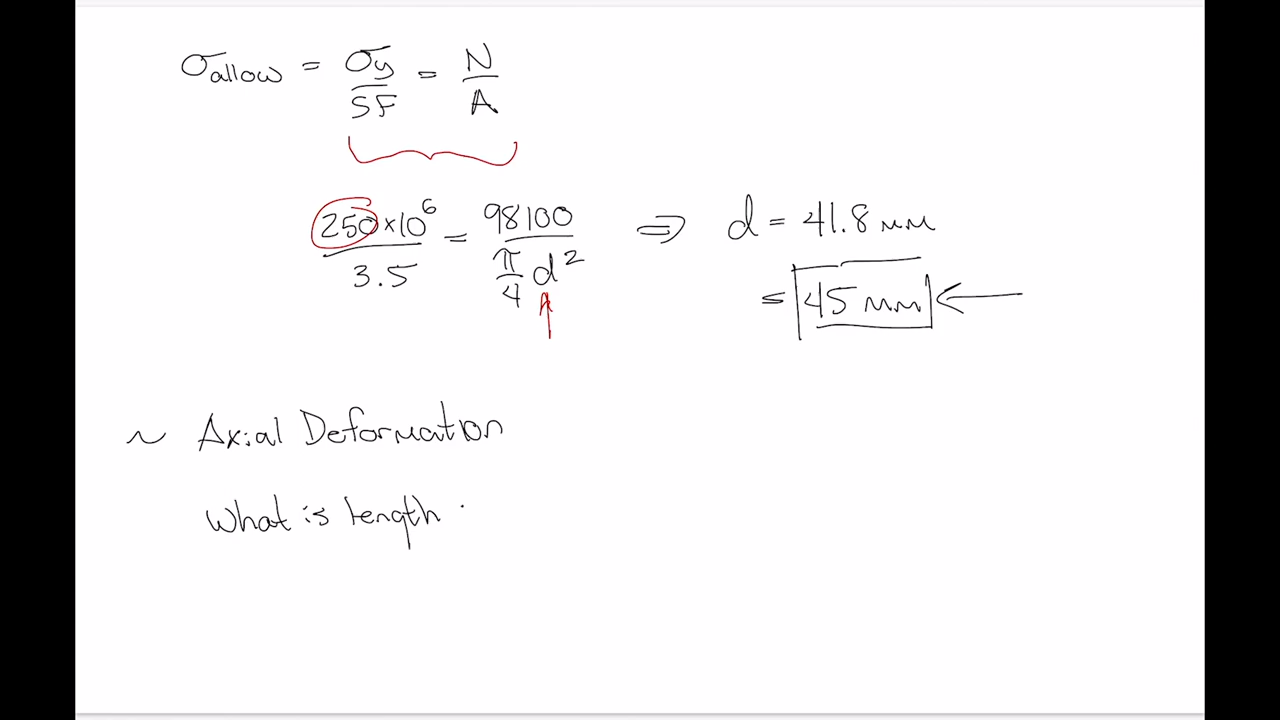 σallow = σy/SF = N/A
250×10⁶/3.5 = 98100/(π/4 d²) ⇒ d = 41.8 mm
≤ 45 mm ←
~ Axial Deformation
What is length